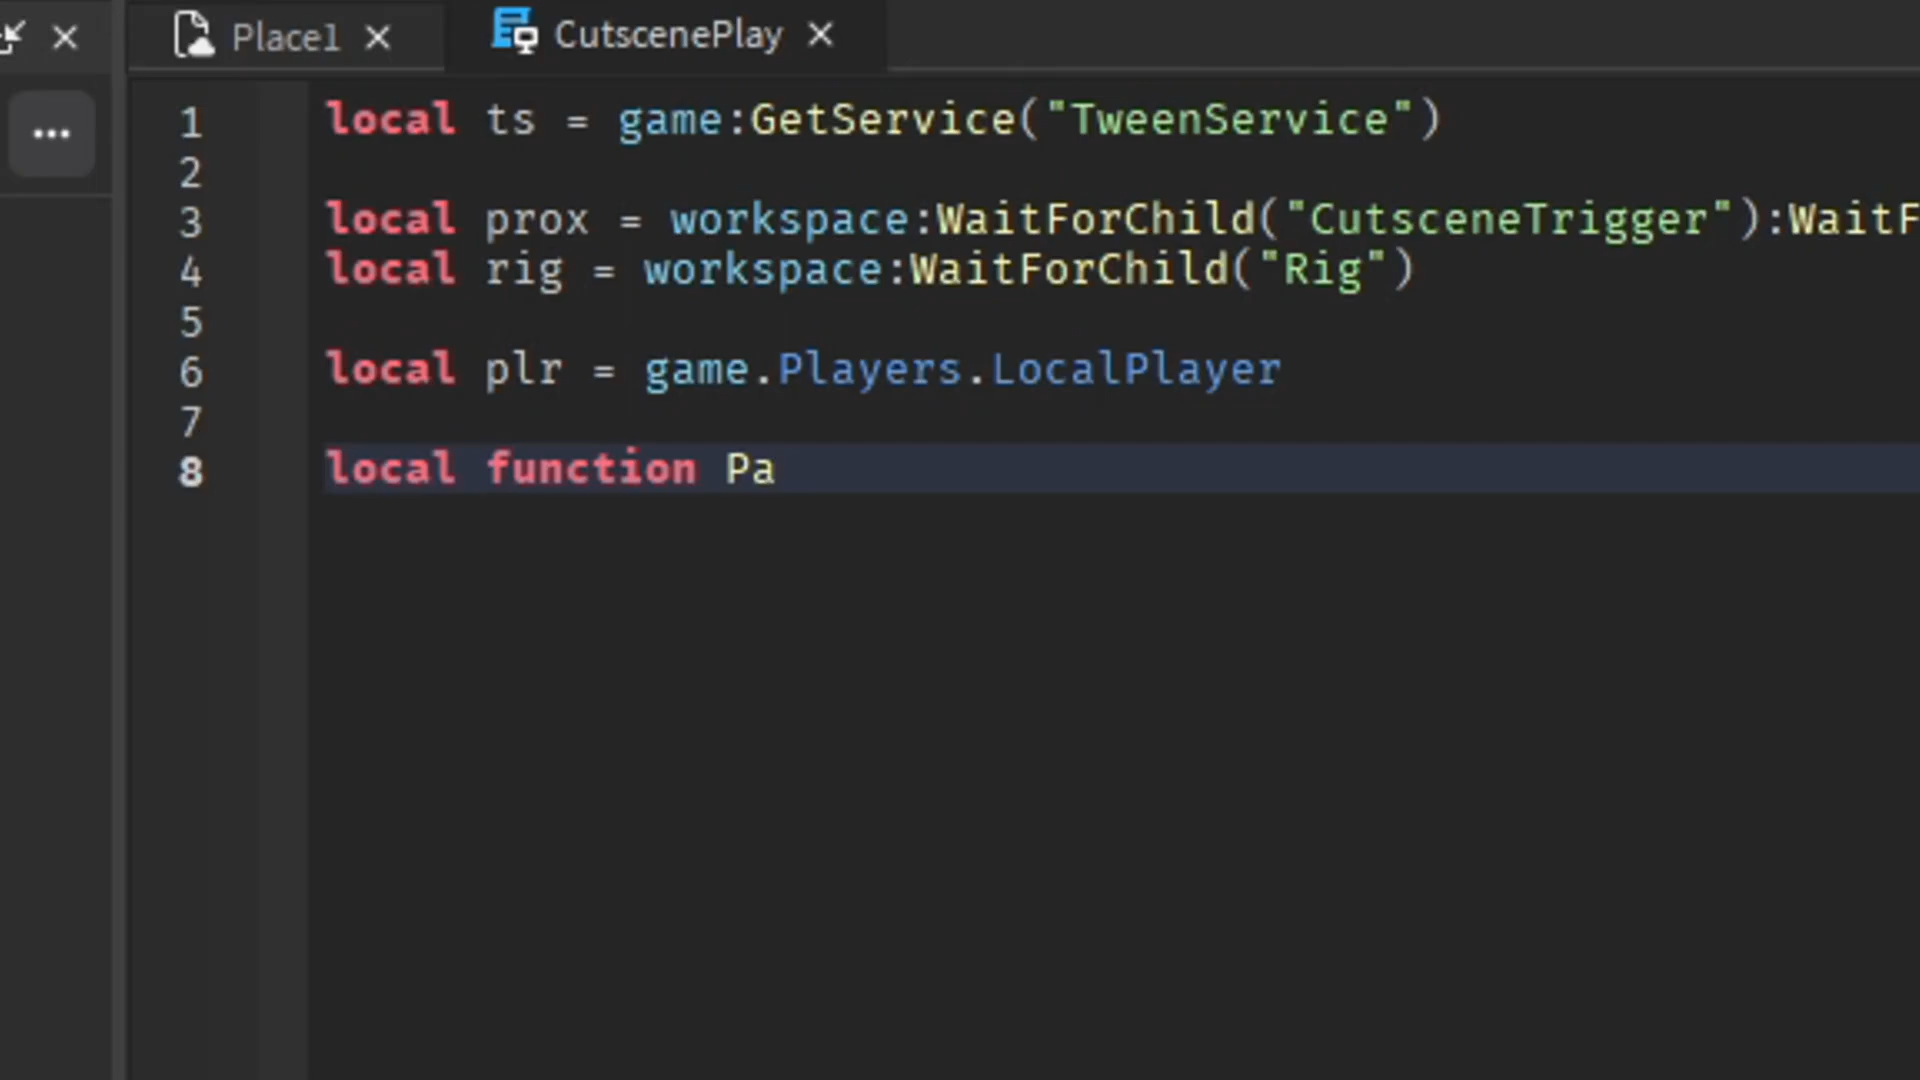 Place1
CutscenePlay
1 local ts = game:GetService("TweenService")
2
3 local prox = workspace:WaitForChild("CutsceneTrigger"):WaitF
4 local rig = workspace:WaitForChild("Rig")
5
6 local plr = game.Players.LocalPlayer
7
8 local function Pa